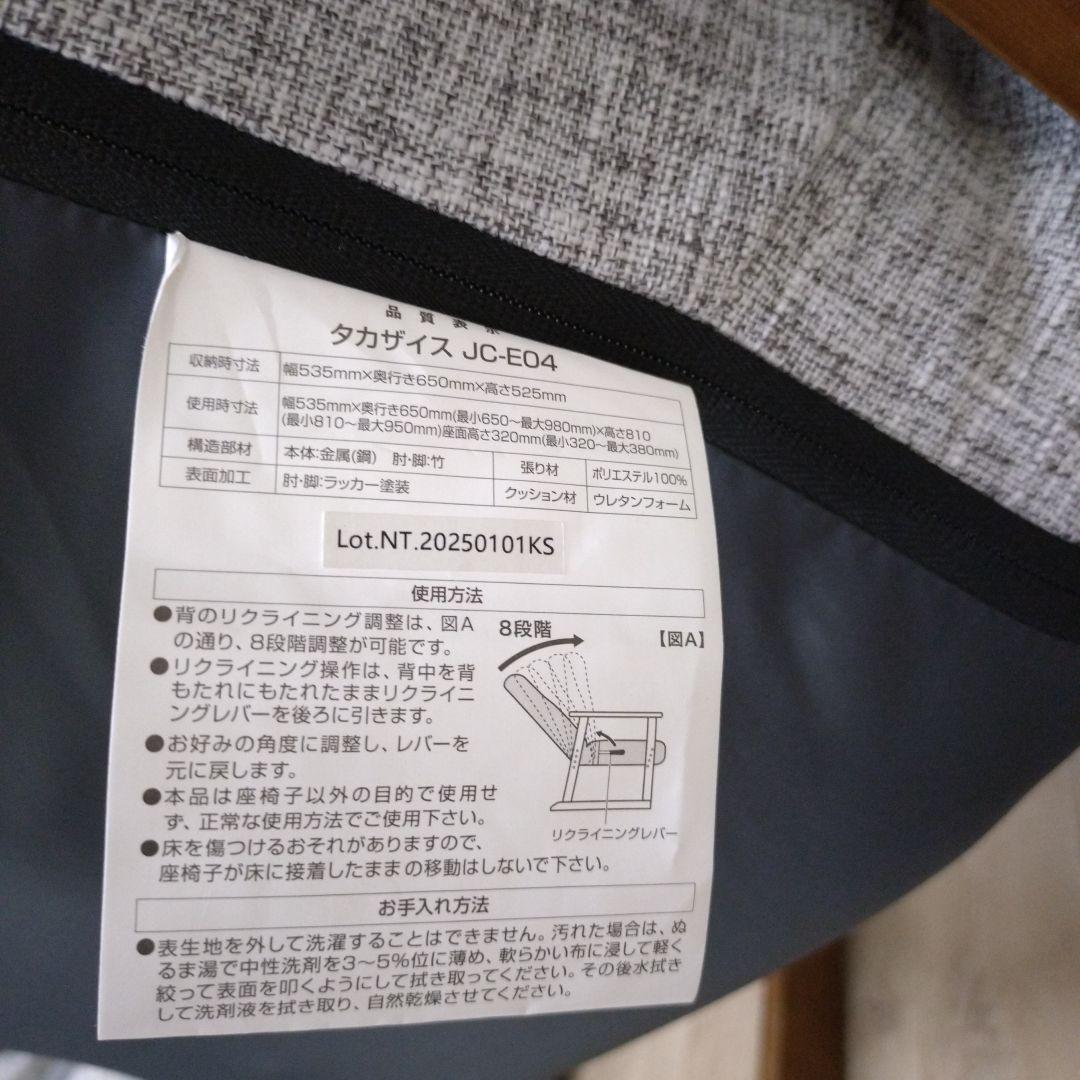 品質表示
タカザイス JC-E04
収納時寸法 幅535mm×奥行き650mm×高さ525mm
使用時寸法 幅535mm×奥行き650mm(最小650～最大980mm)×高さ810
(最小810～最大950mm)座面高さ320mm(最小320～最大380mm)
構造部材 本体:金属(鋼) 肘・脚:竹 張り材 ポリエステル100%
表面加工 肘・脚:ラッカー塗装 クッション材 ウレタンフォーム
Lot.NT.20250101KS
使用方法
●背のリクライニング調整は、図A
の通り、8段階調整が可能です。
●リクライニング操作は、背中を背
もたれにもたれたままリクライニ
ングレバーを後ろに引きます。
●お好みの角度に調整し、レバーを
元に戻します。
●本品は座椅子以外の目的で使用せ
ず、正常な使用方法でご使用下さい。
●床を傷つけるおそれがありますので、
座椅子が床に接着したままの移動はしないで下さい。
8段階
【図A】
リクライニングレバー
お手入れ方法
●表生地を外して洗濯することはできません。汚れた場合は、ぬ
るま湯で中性洗剤を3～5%位に薄め、軟らかい布に浸して軽く
絞って表面を叩くようにして拭き取ってください。その後水拭き
して洗剤液を拭き取り、自然乾燥させてください。